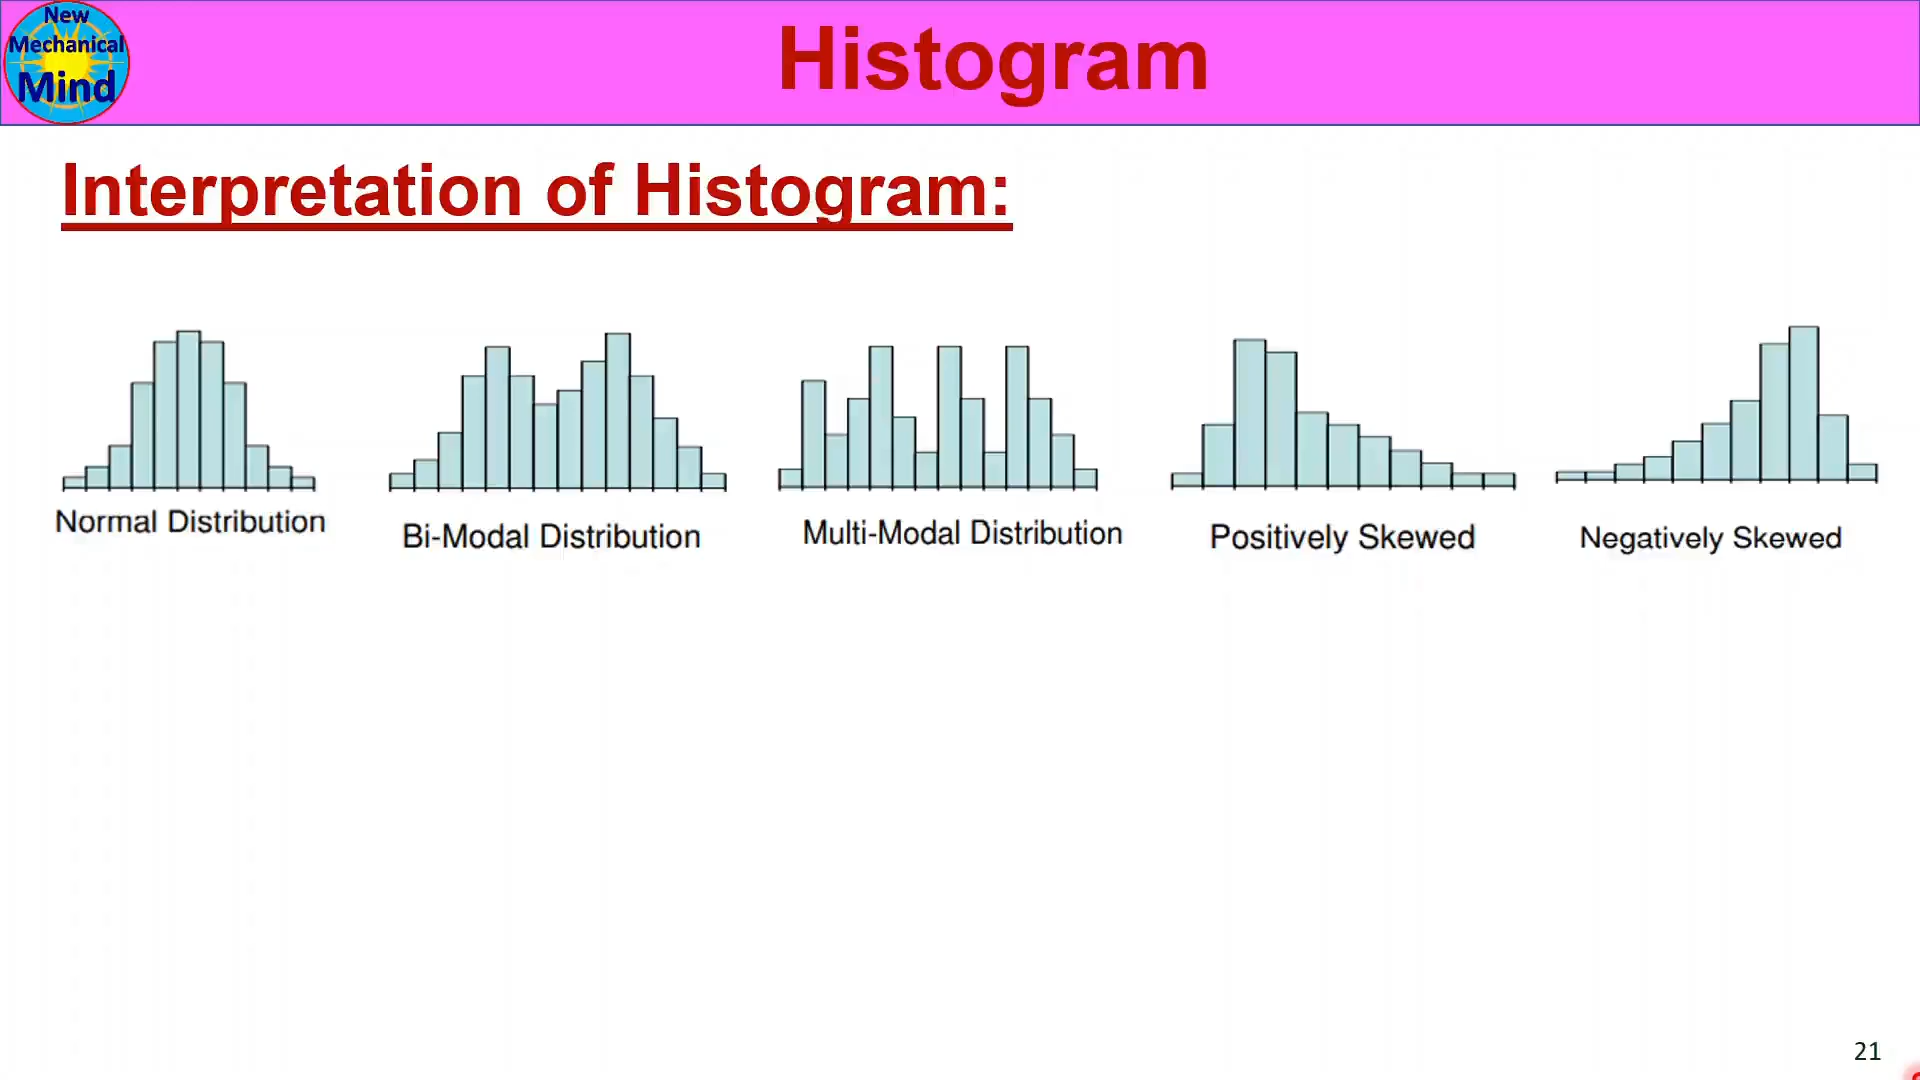 New
Mechanical
Mind
Histogram
Interpretation of Histogram:
Normal Distribution
Bi-Modal Distribution
Multi-Modal Distribution
Positively Skewed
Negatively Skewed
21